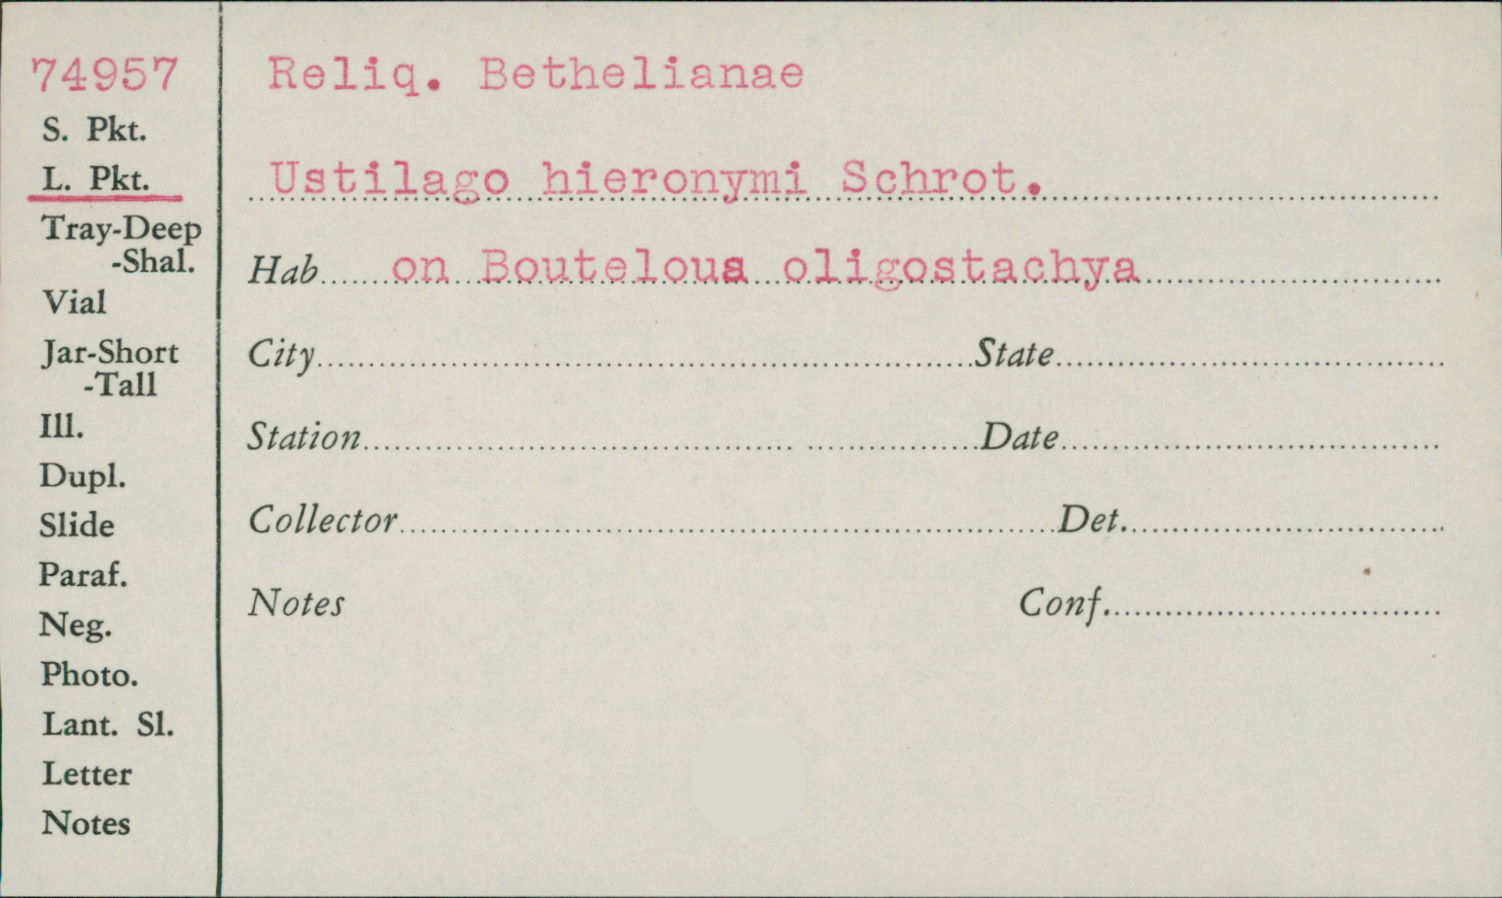 74957
S. Pkt.
L. Pkt.
Tray-Deep
-Shal.
Vial
Jar-Short
-Tall
Ill.
Dupl.
Slide
Paraf.
Neg.
Photo.
Lant. Sl.
Letter
Notes
Reliq. Bethelianae
Ustilago hieronymi Schrot.
Hab on Boutelous oligostachya
City State
Station Date
Collector Det.
Notes Conf.